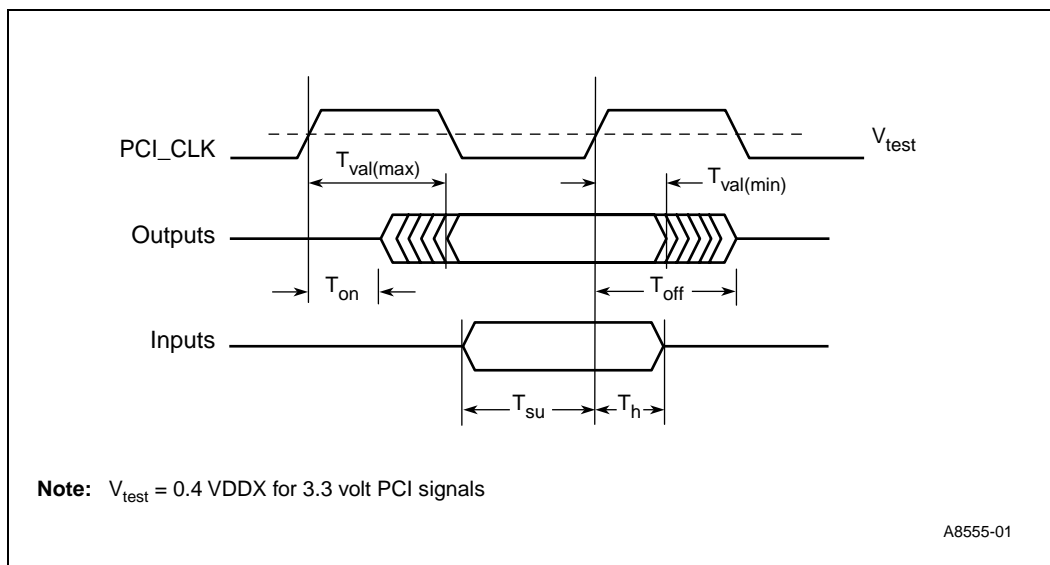 PCI_CLK
V_test
T_val(max)
T_val(min)
Outputs
T_on
T_off
Inputs
T_su
T_h
Note: V_test = 0.4 VDDX for 3.3 volt PCI signals
A8555-01